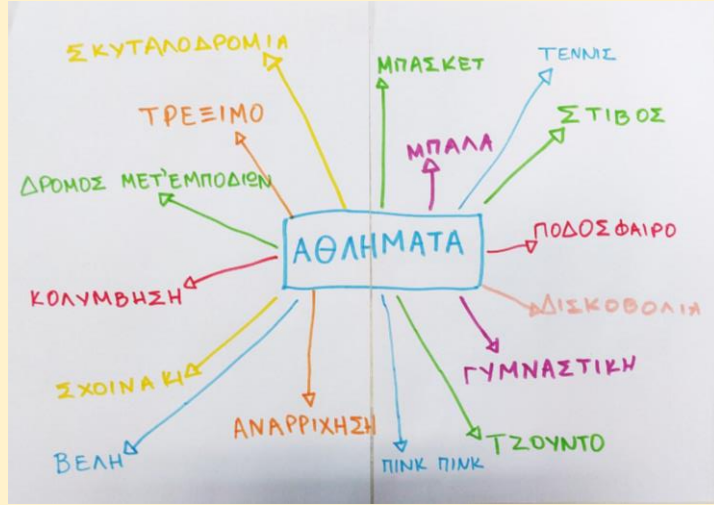 ΣΚΥΤΑΛΟΔΡΟΜΙΑ
ΜΠΑΣΚΕΤ
ΤΕΝΝΙΣ
ΤΡΕΞΙΜΟ
ΜΠΑΛΑ
ΣΤΙΒΟΣ
ΔΡΟΜΟΣ ΜΕΤ'ΕΜΠΟΔΙΩΝ
ΑΘΛΗΜΑΤΑ
ΠΟΔΟΣΦΑΙΡΟ
ΚΟΛΥΜΒΗΣΗ
ΔΙΣΚΟΒΟΛΙΑ
ΣΧΟΙΝΑΚΙ
ΓΥΜΝΑΣΤΙΚΗ
ΑΝΑΡΡΙΧΗΣΗ
ΤΖΟΥΝΤΟ
ΒΕΛΗ
ΠΙΝΚ ΠΙΝΚ